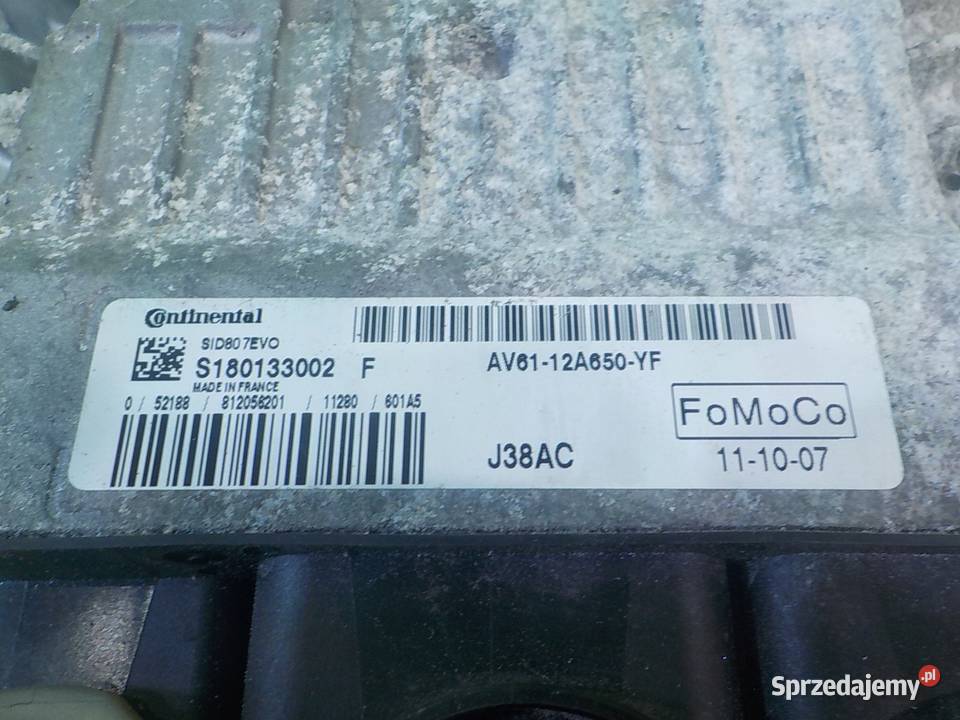 Continental
SID807EVO
S180133002 F
MADE IN FRANCE
0 / 52188 / 812056201 / 11280 / 601A5
AV61-12A650-YF
FoMoCo
J38AC
11-10-07
Sprzedajemy.pl